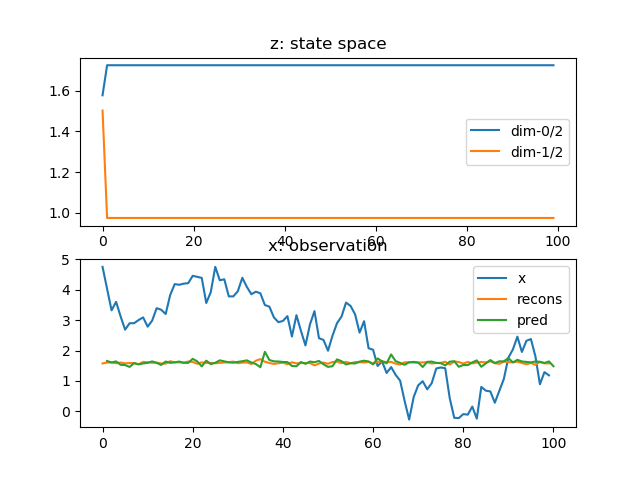 z: state space
1.6
1.4
1.2
1.0
dim-0/2
dim-1/2
0 20 40 60 80 100
x: observation
5
4
3
2
1
0
x
recons
pred
0 20 40 60 80 100